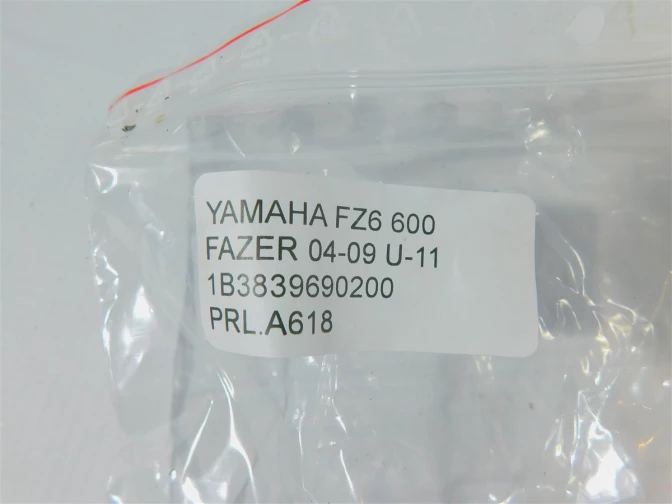 YAMAHA FZ6 600
FAZER 04-09 U-11
1B3839690200
PRL.A618